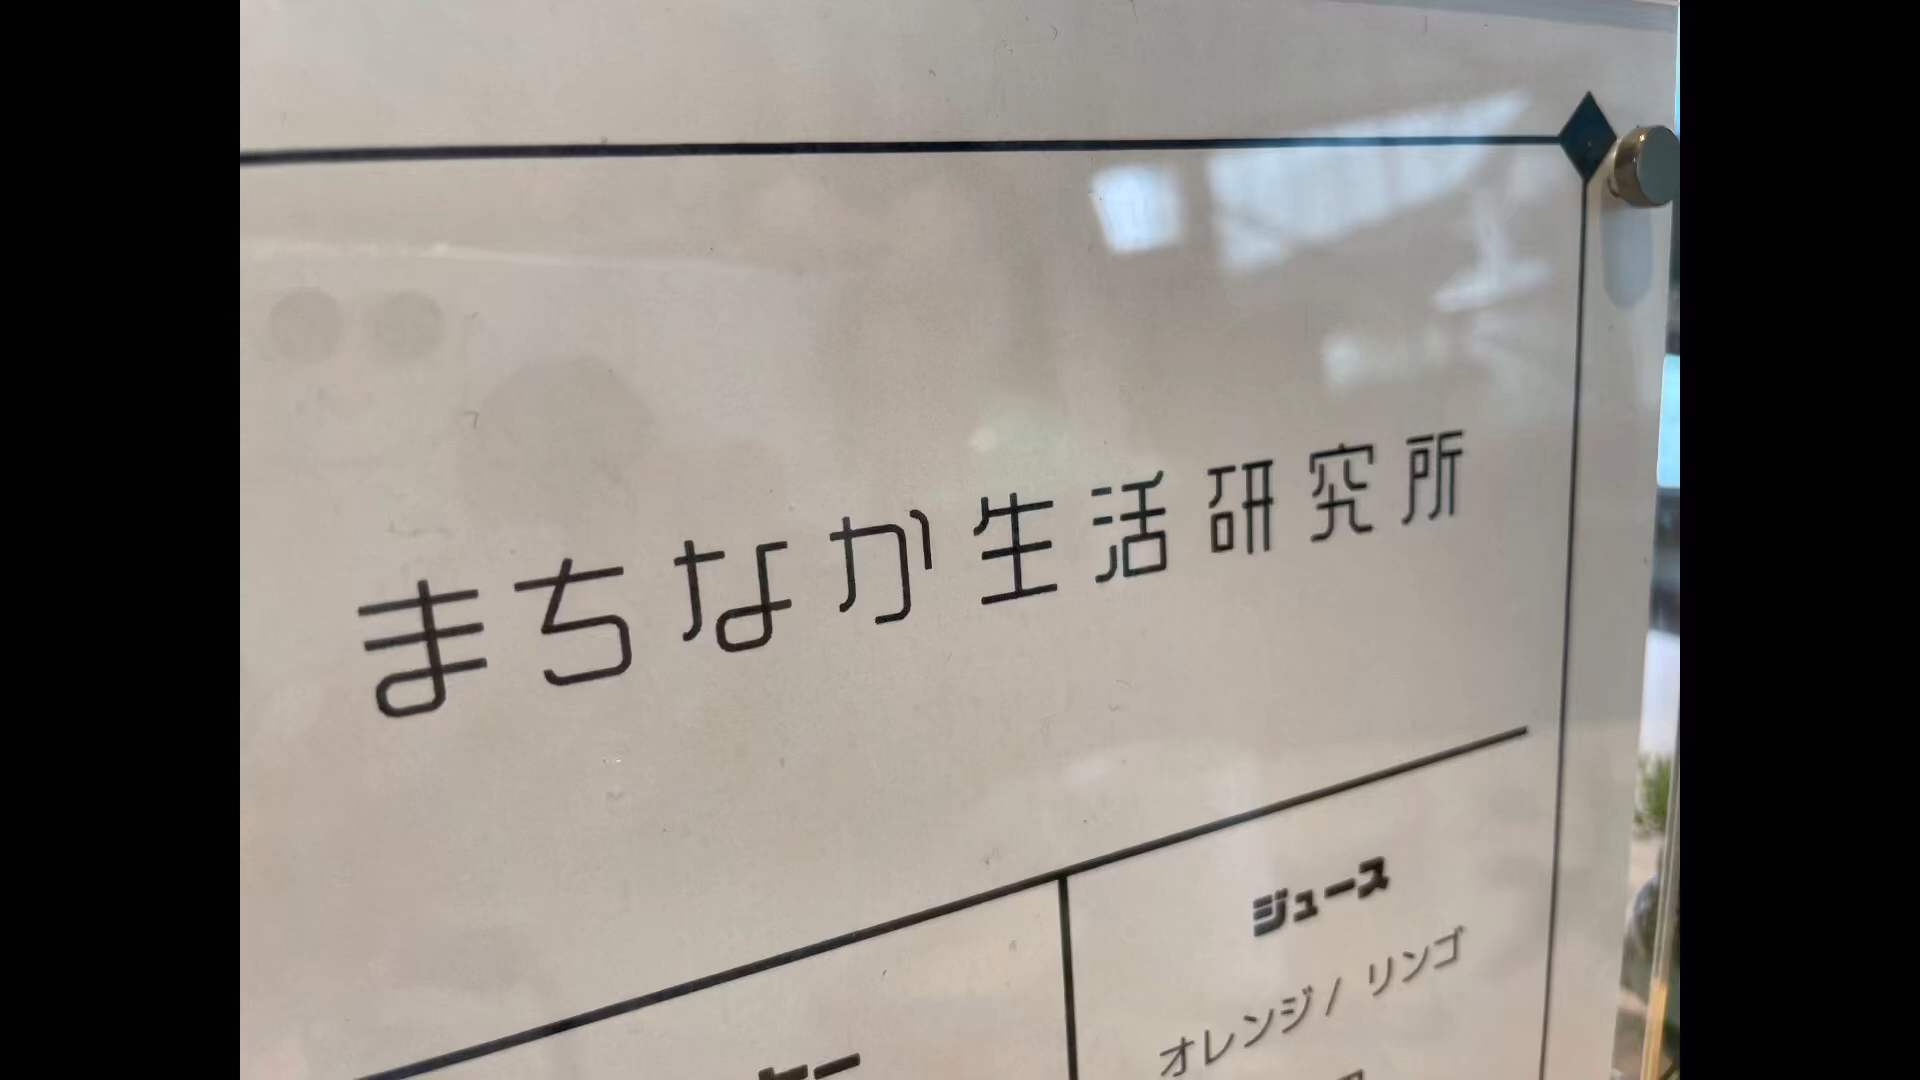 まちなか生活研究所
ジュース
オレンジ / リンゴ